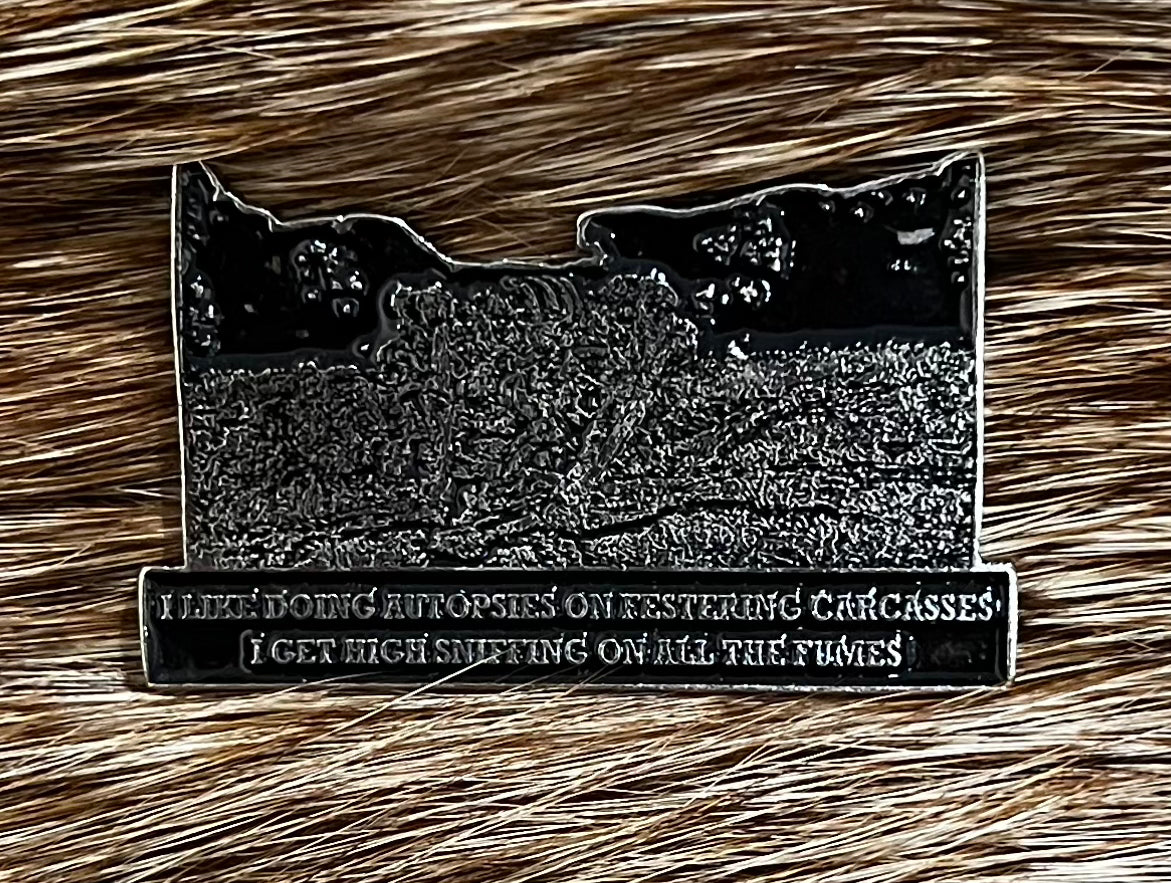 I LIKE DOING AUTOPSIES ON FESTERING CARCASSES
I GET HIGH SNIFFING ON ALL THE FUMES